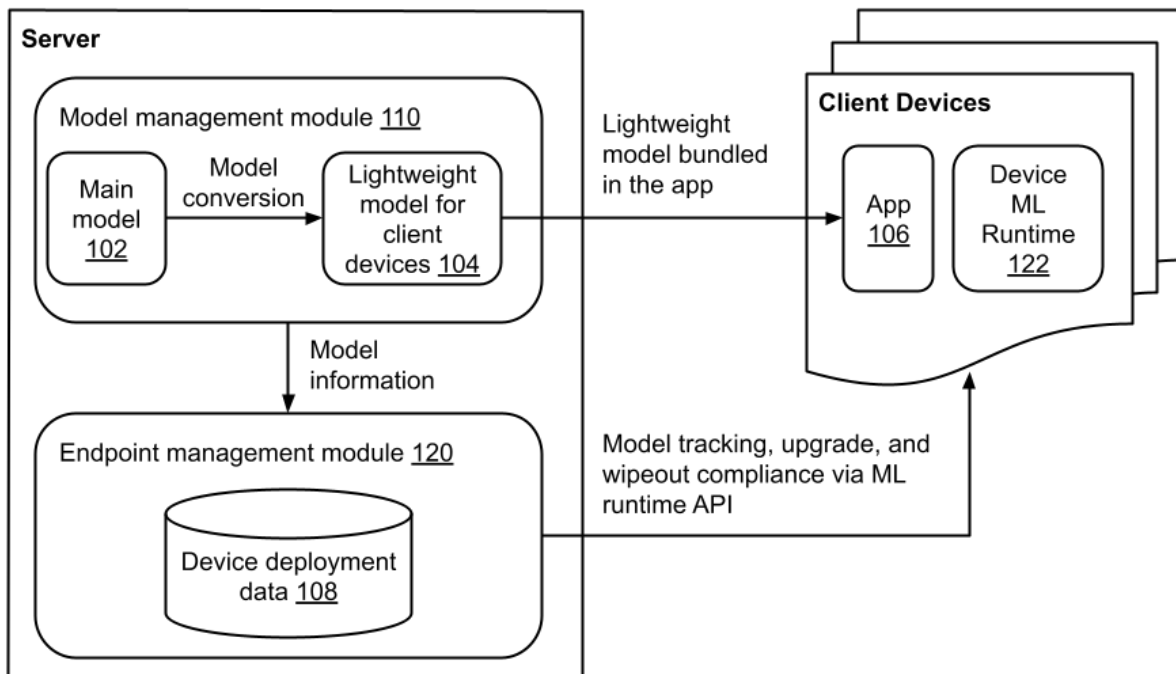 Server
Model management module 110
Main
model
102
Model
conversion
Lightweight
model for
client
devices 104
Lightweight
model bundled
in the app
Client Devices
App
106
Device
ML
Runtime
122
Model
information
Endpoint management module 120
Device deployment
data 108
Model tracking, upgrade, and
wipeout compliance via ML
runtime API